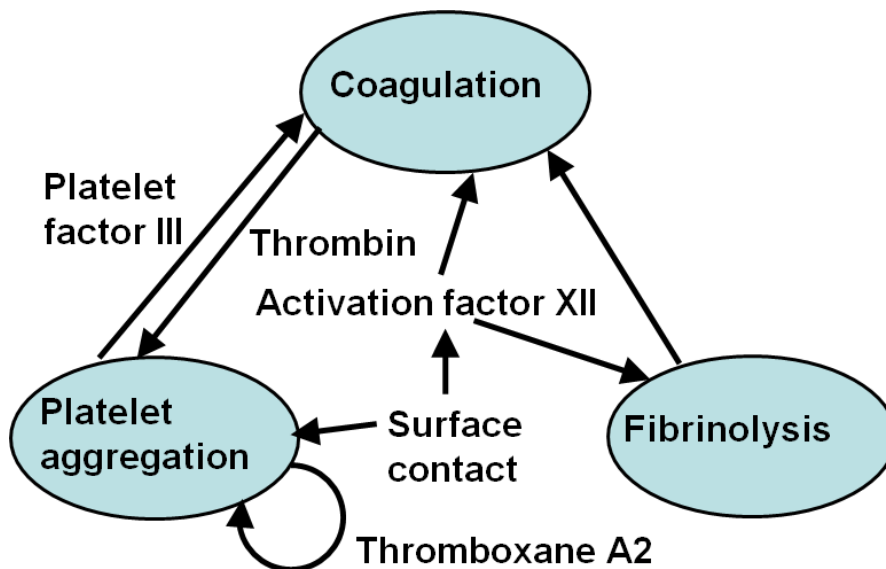 Coagulation
Platelet
factor III
Thrombin
Activation factor XII
Platelet
aggregation
Surface
contact
Fibrinolysis
Thromboxane A2